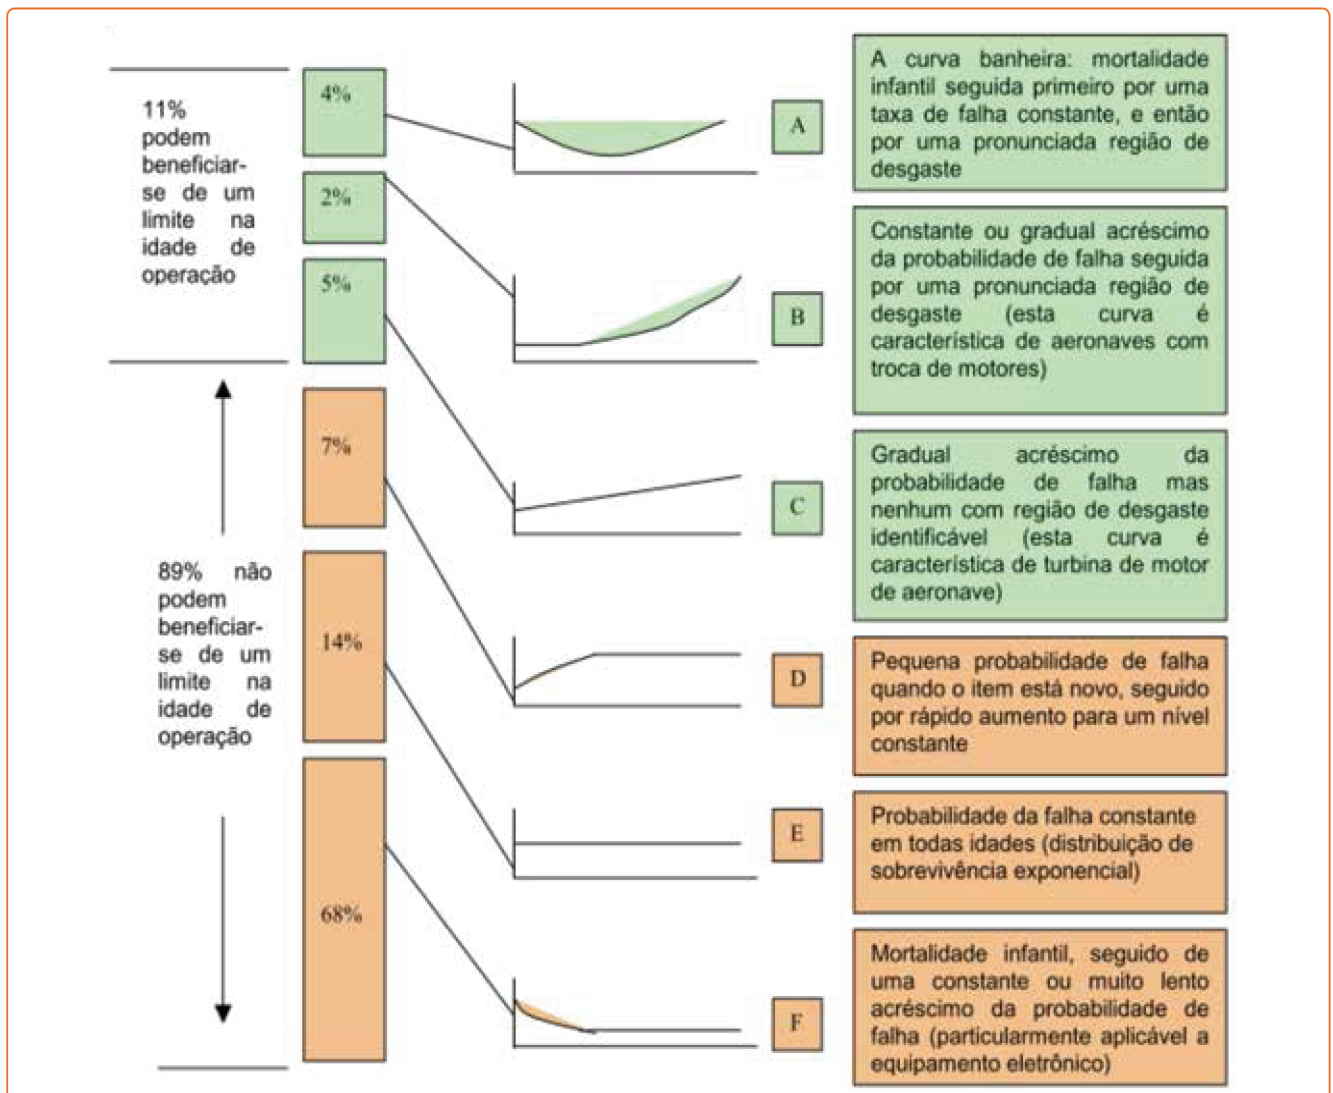 11%
podem
beneficiar-
se de um
limite na
idade de
operação
89% não
podem
beneficiar-
se de um
limite na
idade de
operação
4%
2%
5%
7%
14%
68%
A
A curva banheira: mortalidade
infantil seguida primeiro por uma
taxa de falha constante, e então
por uma pronunciada região de
desgaste
B
Constante ou gradual acréscimo
da probabilidade de falha seguida
por uma pronunciada região de
desgaste (esta curva é
característica de aeronaves com
troca de motores)
C
Gradual acréscimo da
probabilidade de falha mas
nenhum com região de desgaste
identificável (esta curva é
característica de turbina de motor
de aeronave)
D
Pequena probabilidade de falha
quando o item está novo, seguido
por rápido aumento para um nível
constante
E
Probabilidade da falha constante
em todas idades (distribuição de
sobrevivência exponencial)
F
Mortalidade infantil, seguido de
uma constante ou muito lento
acréscimo da probabilidade de
falha (particularmente aplicável a
equipamento eletrônico)